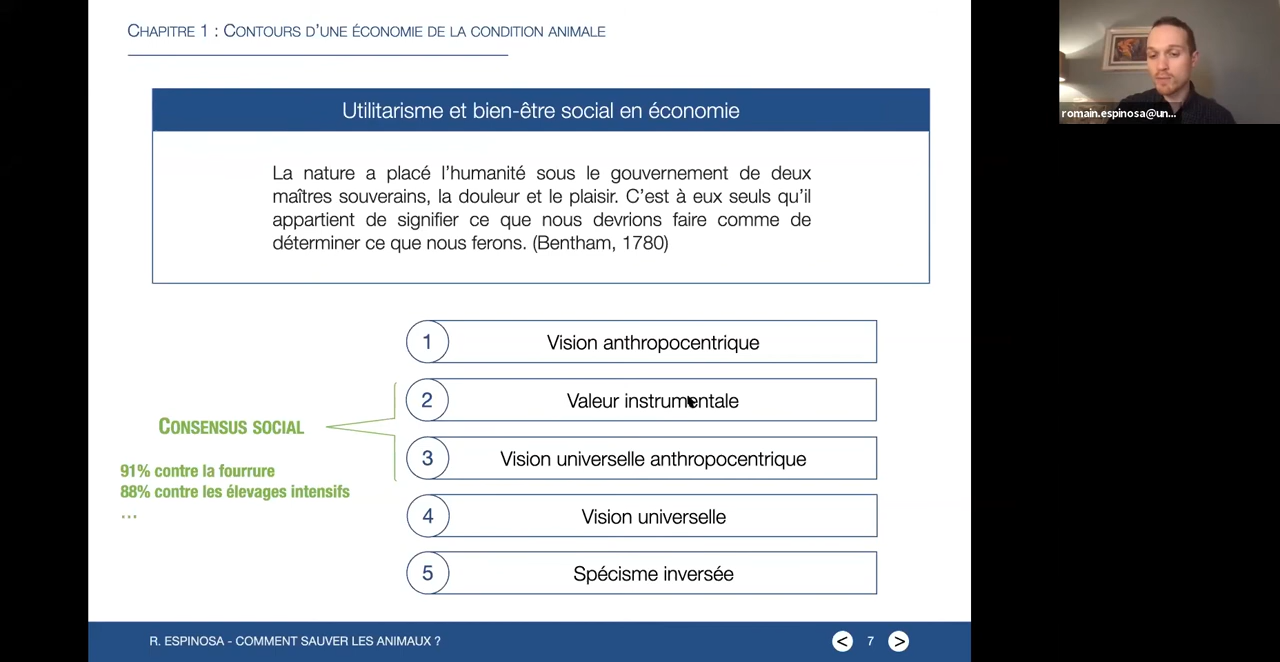 CHAPITRE 1 : CONTOURS D'UNE ÉCONOMIE DE LA CONDITION ANIMALE
Utilitarisme et bien-être social en économie
La nature a placé l'humanité sous le gouvernement de deux
maîtres souverains, la douleur et le plaisir. C'est à eux seuls qu'il
appartient de signifier ce que nous devrions faire comme de
déterminer ce que nous ferons. (Bentham, 1780)
1 Vision anthropocentrique
2 Valeur instrumentale
3 Vision universelle anthropocentrique
4 Vision universelle
5 Spécisme inversée
CONSENSUS SOCIAL
91% contre la fourrure
88% contre les élevages intensifs
...
R. ESPINOSA - COMMENT SAUVER LES ANIMAUX ?
< 7 >
romain.espinosa@un...